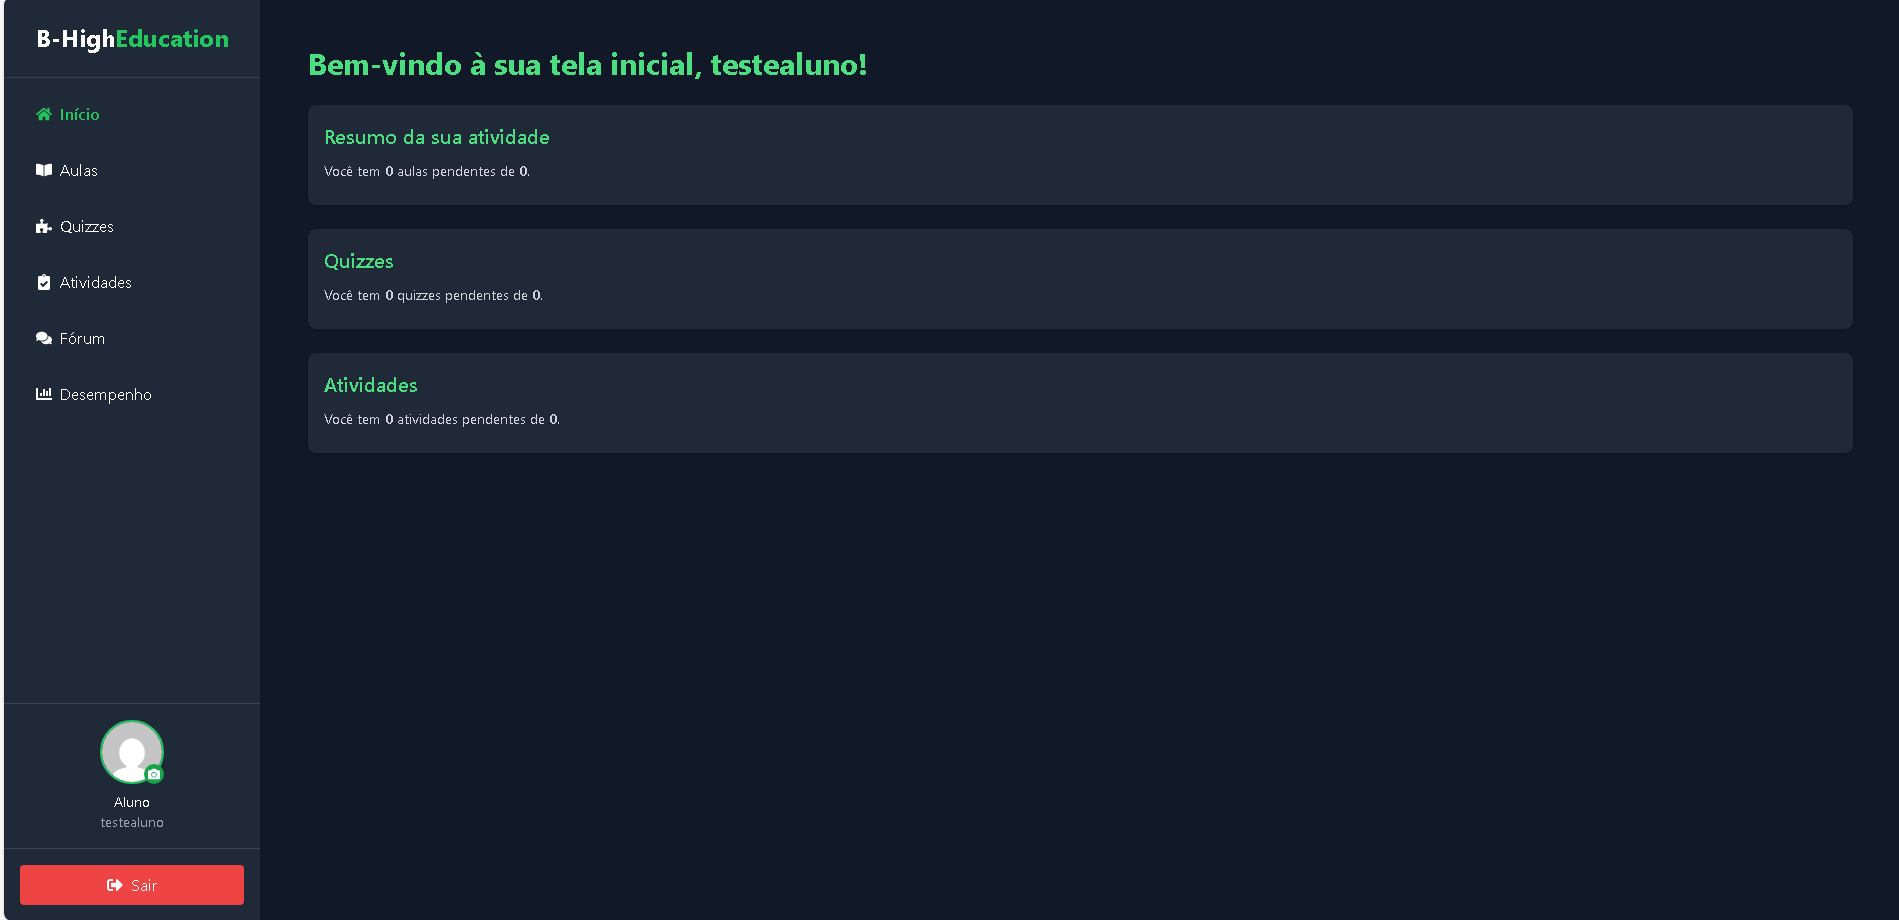 B-HighEducation
Início
Aulas
Quizzes
Atividades
Fórum
Desempenho
Aluno
testealuno
Sair
Bem-vindo à sua tela inicial, testealuno!
Resumo da sua atividade
Você tem 0 aulas pendentes de 0.
Quizzes
Você tem 0 quizzes pendentes de 0.
Atividades
Você tem 0 atividades pendentes de 0.